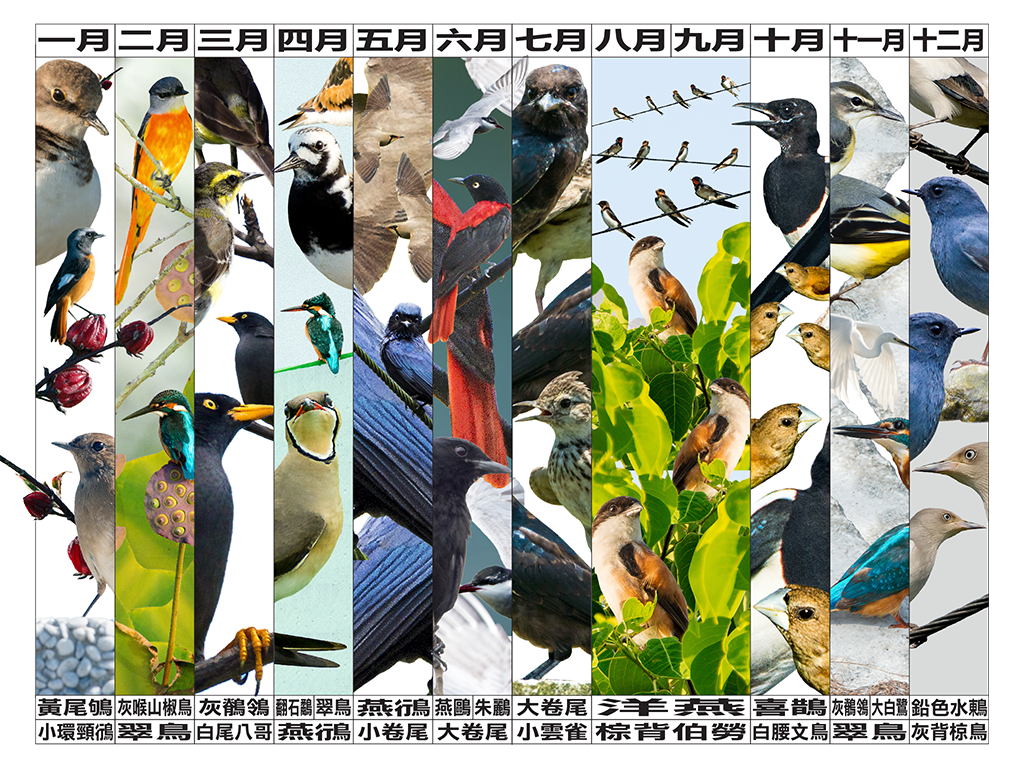 一月 二月 三月 四月 五月 六月 七月 八月 九月 十月 十一月 十二月
黃尾鴝 灰喉山椒鳥 灰鶺鴒 翻石鷸 翠鳥 燕鴴 燕鷗 朱鸝 大卷尾 洋燕 喜鵲 灰鶺鴒 大白鷺 鉛色水鶇
小環頸鴴 翠鳥 白尾八哥 燕鴴 小卷尾 大卷尾 小雲雀 棕背伯勞 白腰文鳥 翠鳥 灰背椋鳥